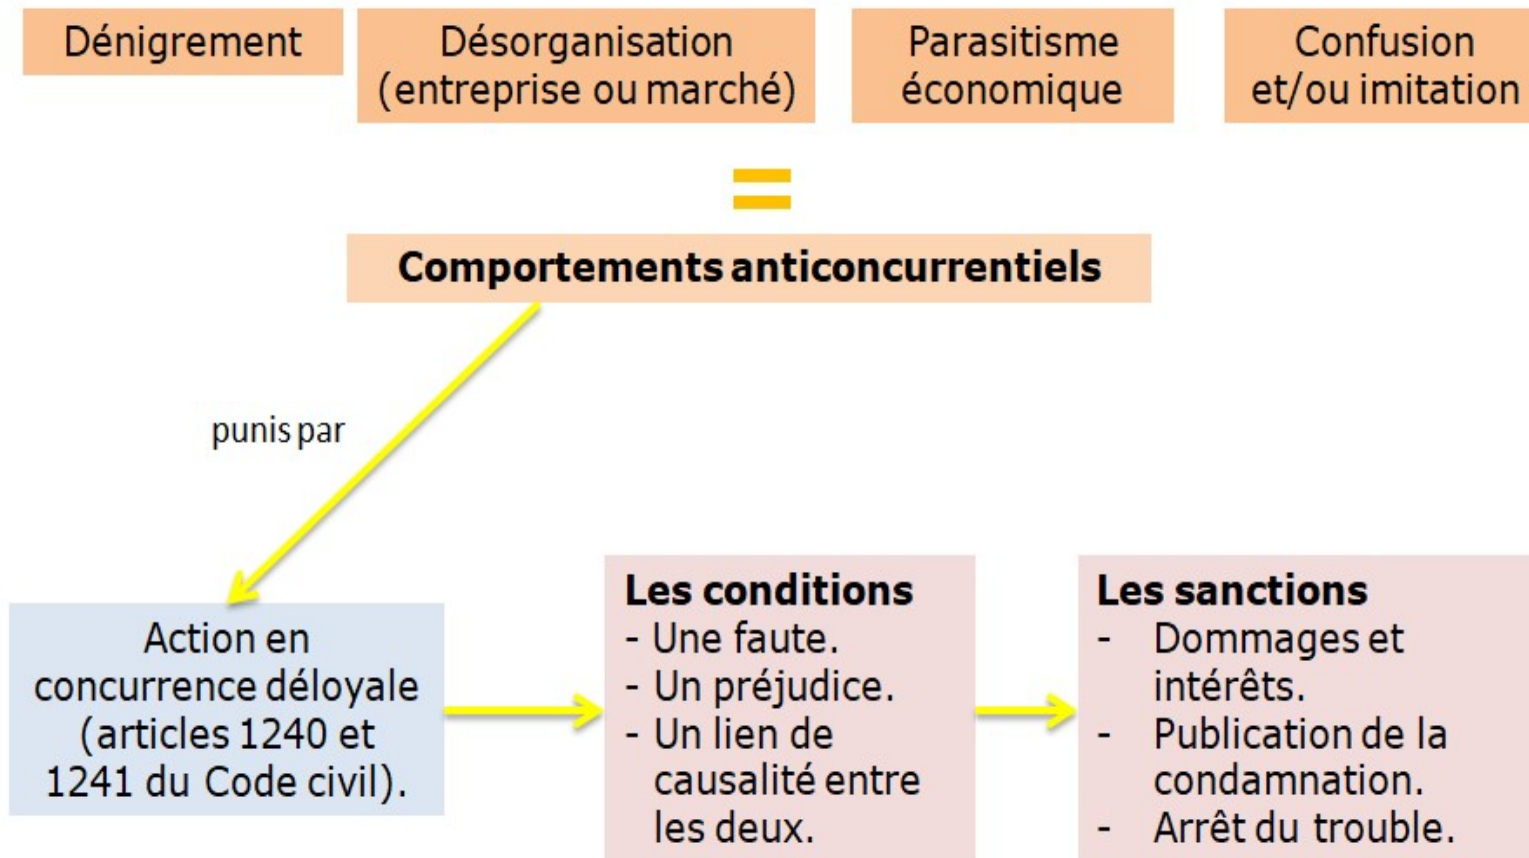 Dénigrement
Désorganisation
(entreprise ou marché)
Parasitisme
économique
Confusion
et/ou imitation
=
Comportements anticoncurrentiels
punis par
Action en
concurrence déloyale
(articles 1240 et
1241 du Code civil).
Les conditions
- Une faute.
- Un préjudice.
- Un lien de
causalité entre
les deux.
Les sanctions
- Dommages et
intérêts.
- Publication de la
condamnation.
- Arrêt du trouble.